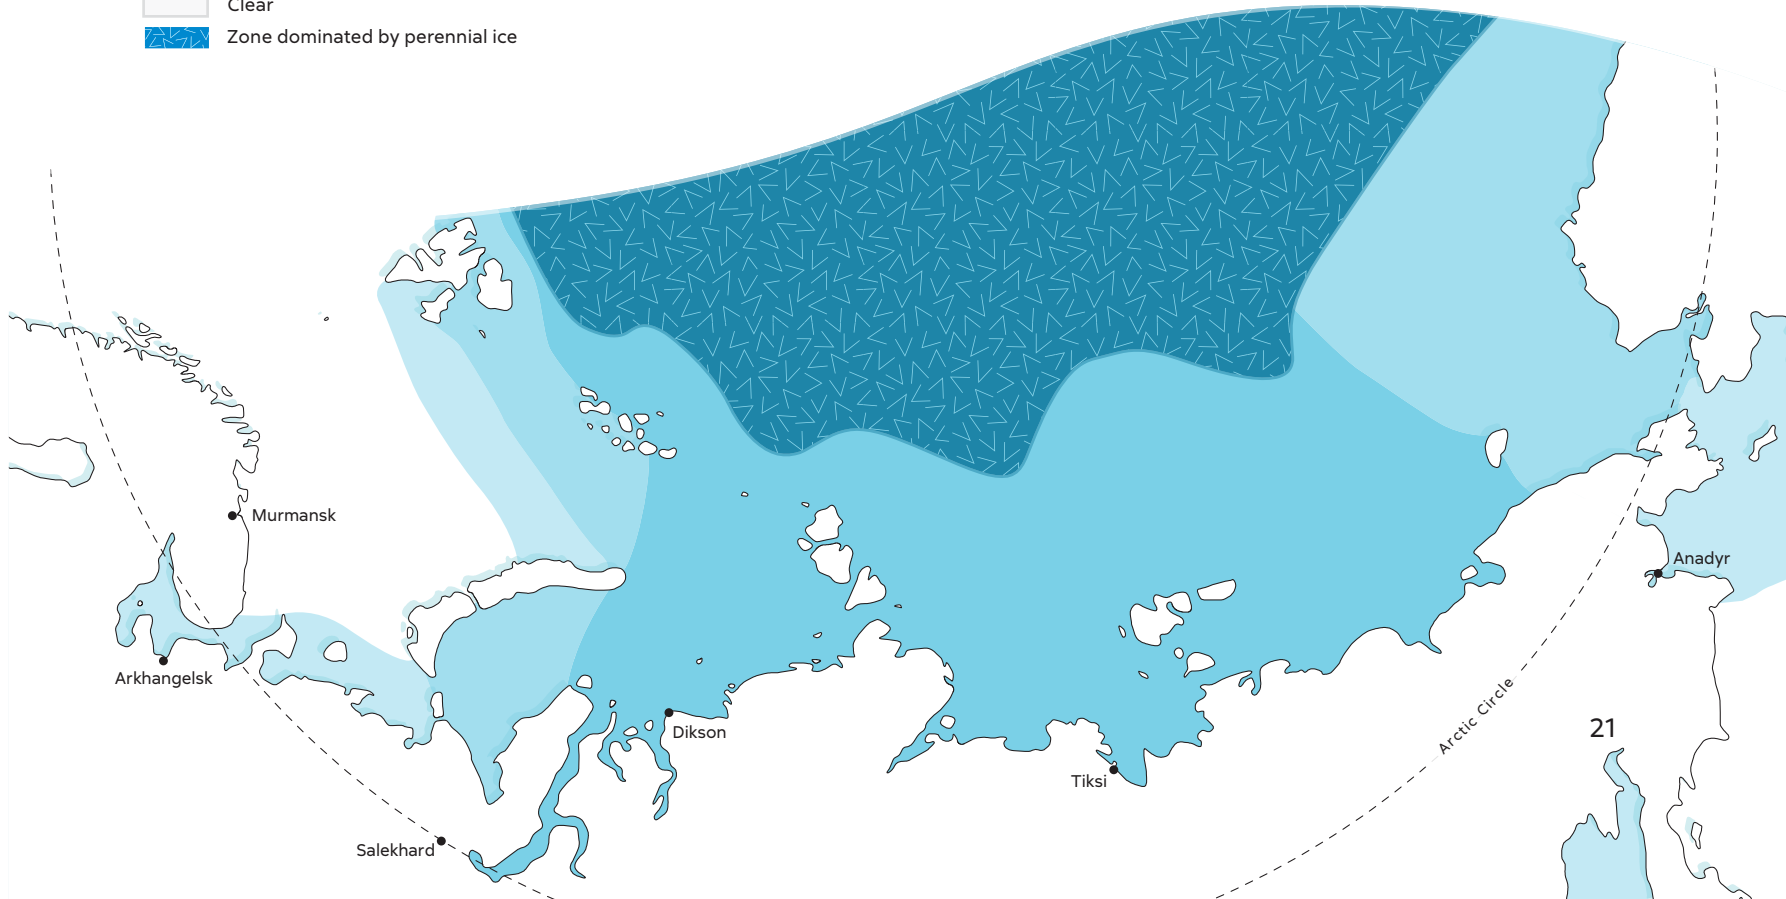 Clear
Zone dominated by perennial ice
Murmansk
Anadyr
Arkhangelsk
Arctic Circle
21
Dikson
Tiksi
Salekhard